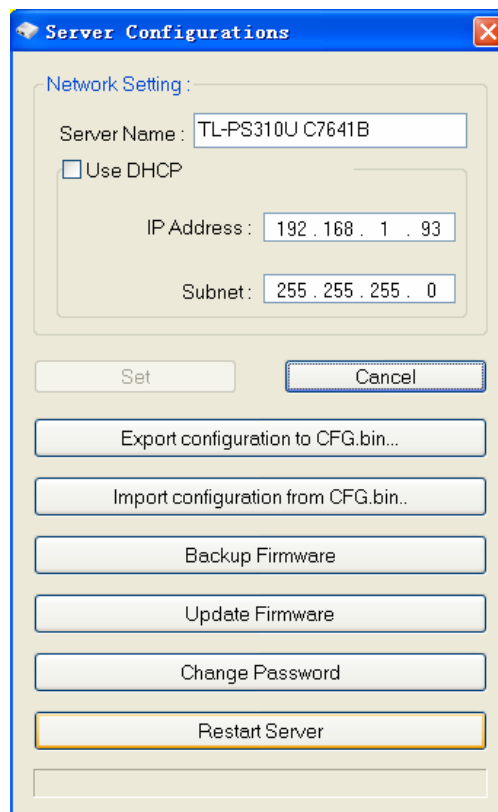 Server Configurations
Network Setting :
Server Name : TL-PS310U C7641B
Use DHCP
IP Address : 192 . 168 . 1 . 93
Subnet : 255 . 255 . 255 . 0
Set Cancel
Export configuration to CFG.bin...
Import configuration from CFG.bin..
Backup Firmware
Update Firmware
Change Password
Restart Server